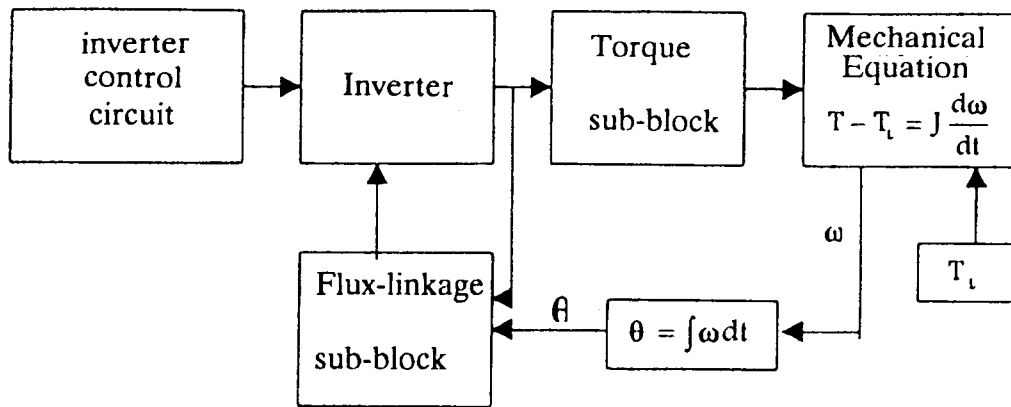 inverter
control
circuit
Inverter
Torque
sub-block
Mechanical
Equation
T − T_L = J dω/dt
ω
T_L
Flux-linkage
sub-block
θ
θ = ∫ωdt